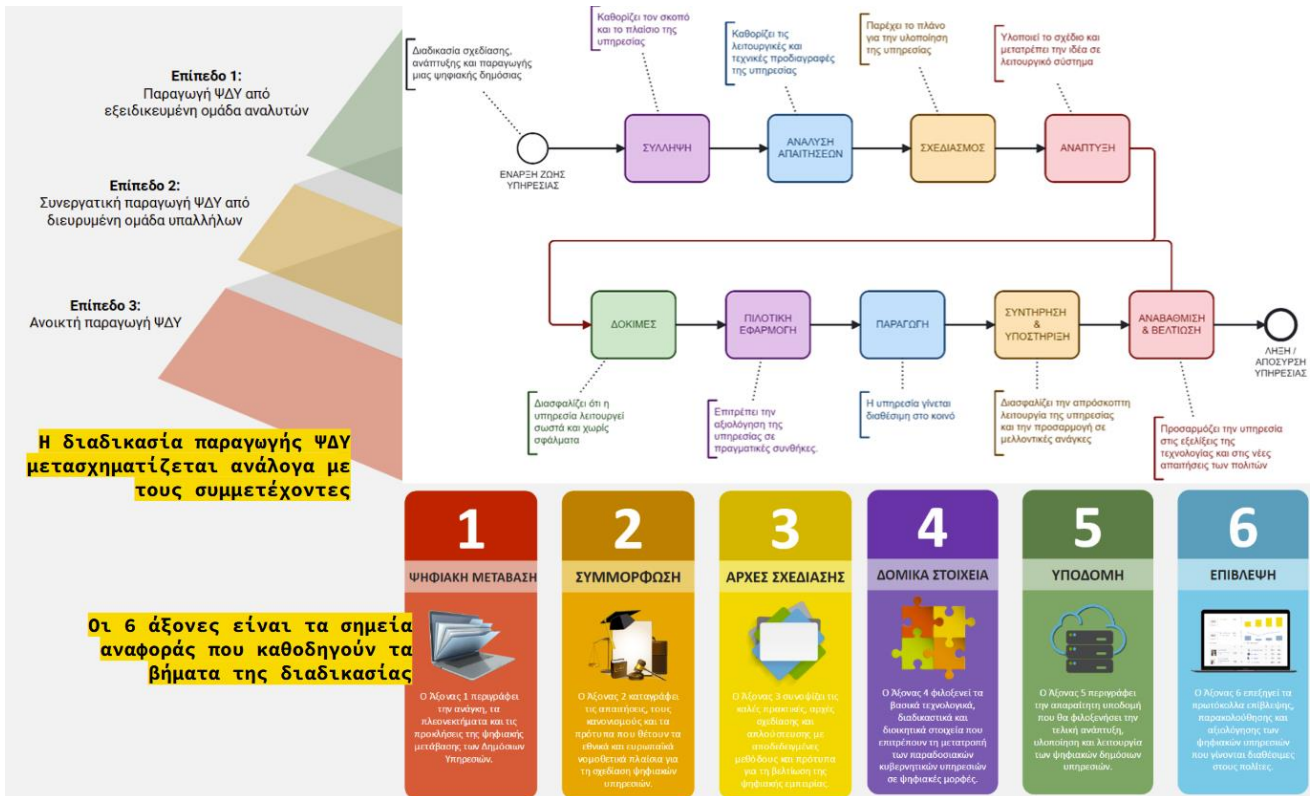 Επίπεδο 1:
Παραγωγή ΨΔΥ από
εξειδικευμένη ομάδα αναλυτών
Επίπεδο 2:
Συνεργατική παραγωγή ΨΔΥ από
διευρυμένη ομάδα υπαλλήλων
Επίπεδο 3:
Ανοικτή παραγωγή ΨΔΥ
Η διαδικασία παραγωγής ΨΔΥ
μετασχηματίζεται ανάλογα με
τους συμμετέχοντες
Οι 6 άξονες είναι τα σημεία
αναφοράς που καθοδηγούν τα
βήματα της διαδικασίας
Διαδικασία σχεδίασης,
ανάπτυξης και παραγωγής
μιας ψηφιακής δημόσιας
Καθορίζει τον σκοπό
και το πλαίσιο της
υπηρεσίας
Καθορίζει τις
λειτουργικές και
τεχνικές προδιαγραφές
της υπηρεσίας
Παρέχει το πλάνο
για την υλοποίηση
της υπηρεσίας
Υλοποιεί το σχέδιο και
μετατρέπει την ιδέα σε
λειτουργικό σύστημα
ΕΝΑΡΞΗ ΖΩΗΣ
ΥΠΗΡΕΣΙΑΣ
ΣΥΛΛΗΨΗ
ΑΝΑΛΥΣΗ
ΑΠΑΙΤΗΣΕΩΝ
ΣΧΕΔΙΑΣΜΟΣ
ΑΝΑΠΤΥΞΗ
ΔΟΚΙΜΕΣ
ΠΙΛΟΤΙΚΗ
ΕΦΑΡΜΟΓΗ
ΠΑΡΑΓΩΓΗ
ΣΥΝΤΗΡΗΣΗ
&
ΥΠΟΣΤΗΡΙΞΗ
ΑΝΑΒΑΘΜΙΣΗ
& ΒΕΛΤΙΩΣΗ
ΛΗΞΗ /
ΑΠΟΣΥΡΣΗ
ΥΠΗΡΕΣΙΑΣ
Διασφαλίζει ότι η
υπηρεσία λειτουργεί
σωστά και χωρίς
σφάλματα
Επιτρέπει την
αξιολόγηση της
υπηρεσίας σε
πραγματικές συνθήκες.
Η υπηρεσία γίνεται
διαθέσιμη στο κοινό
Διασφαλίζει την απρόσκοπτη
λειτουργία της υπηρεσίας
και την προσαρμογή σε
μελλοντικές ανάγκες
Προσαρμόζει την υπηρεσία
στις εξελίξεις της
τεχνολογίας και στις νέες
απαιτήσεις των πολιτών
1
ΨΗΦΙΑΚΗ ΜΕΤΑΒΑΣΗ
Ο Άξονας 1 περιγράφει
την ανάγκη, τα
πλεονεκτήματα και τις
προκλήσεις της ψηφιακής
μετάβασης των Δημόσιων
Υπηρεσιών.
2
ΣΥΜΜΟΡΦΩΣΗ
Ο Άξονας 2 καταγράφει
τις απαιτήσεις, τους
κανονισμούς και τα
πρότυπα που θέτουν τα
εθνικά και ευρωπαϊκά
νομοθετικά πλαίσια για
τη σχεδίαση ψηφιακών
υπηρεσιών.
3
ΑΡΧΕΣ ΣΧΕΔΙΑΣΗΣ
Ο Άξονας 3 συνοψίζει τις
καλές πρακτικές, αρχές
σχεδίασης και
απλούστευσης με
αποδεδειγμένες
μεθόδους και πρότυπα
για τη βελτίωση της
ψηφιακής εμπειρίας.
4
ΔΟΜΙΚΑ ΣΤΟΙΧΕΙΑ
Ο Άξονας 4 φιλοξενεί τα
βασικά τεχνολογικά,
διαδικαστικά και
διοικητικά στοιχεία που
επιτρέπουν τη μετατροπή
των παραδοσιακών
κυβερνητικών υπηρεσιών
σε ψηφιακές μορφές.
5
ΥΠΟΔΟΜΗ
Ο Άξονας 5 περιγράφει
την απαραίτητη υποδομή
που θα φιλοξενήσει την
τελική ανάπτυξη,
υλοποίηση και λειτουργία
των ψηφιακών δημόσιων
υπηρεσιών.
6
ΕΠΙΒΛΕΨΗ
Ο Άξονας 6 επεξηγεί τα
πρωτόκολλα επίβλεψης,
παρακολούθησης και
αξιολόγησης των
ψηφιακών υπηρεσιών
που γίνονται διαθέσιμες
στους πολίτες.